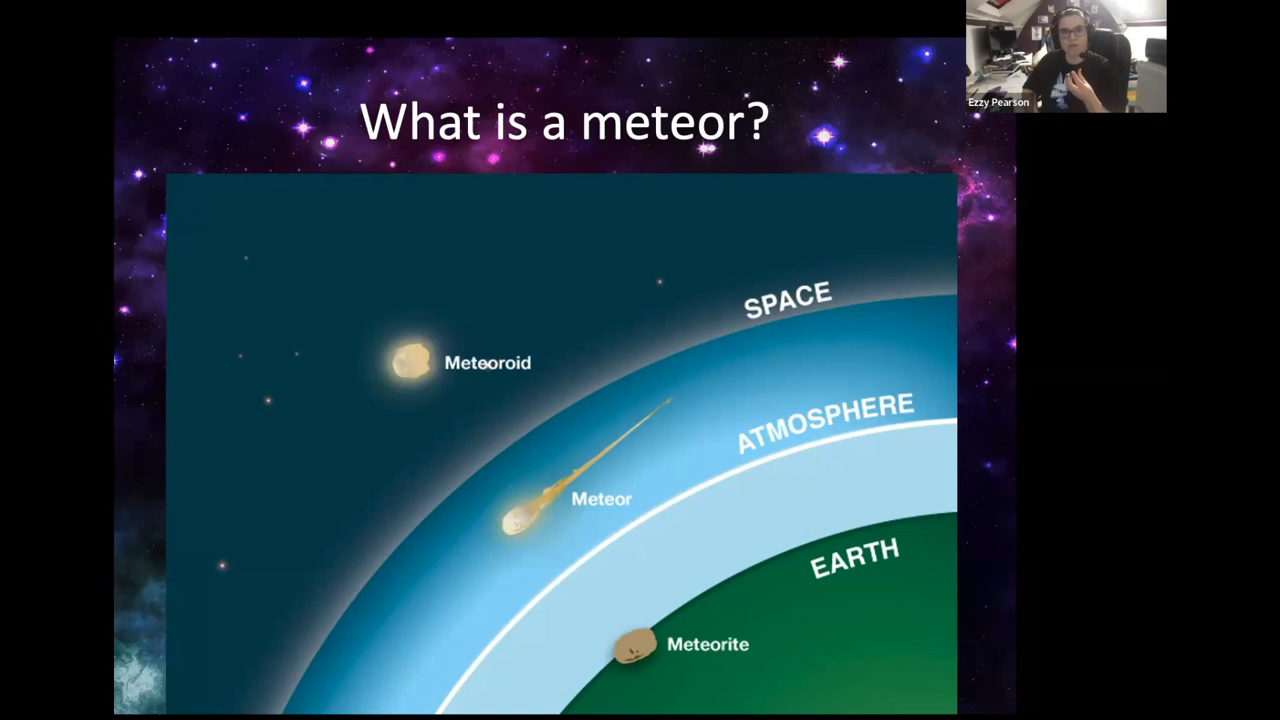 What is a meteor?
Ezzy Pearson
SPACE
Meteoroid
ATMOSPHERE
Meteor
EARTH
Meteorite